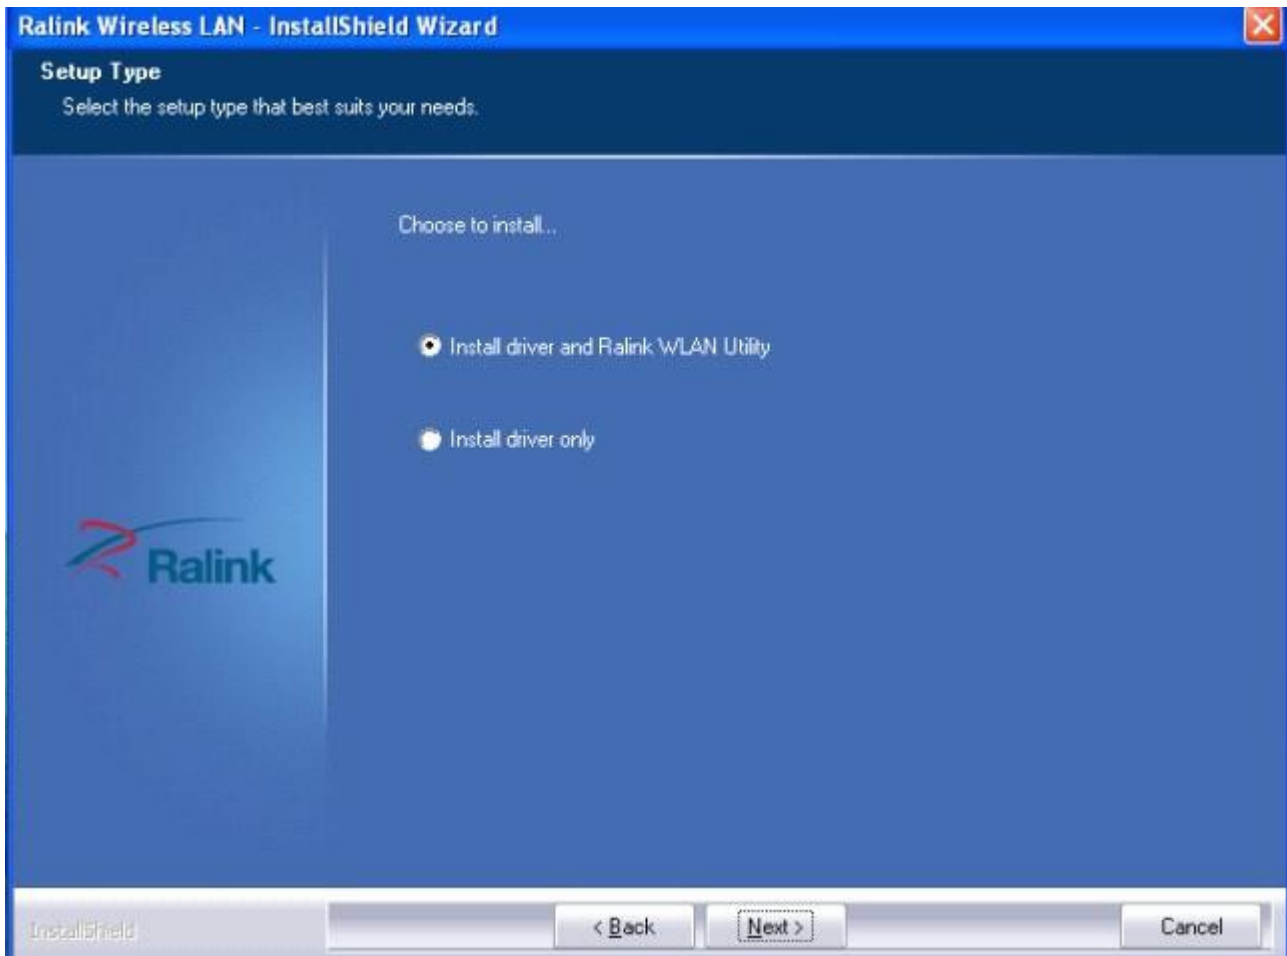 Ralink Wireless LAN - InstallShield Wizard
Setup Type
Select the setup type that best suits your needs.
Choose to install...
Install driver and Ralink WLAN Utility
Install driver only
Ralink
InstallShield
< Back
Next >
Cancel